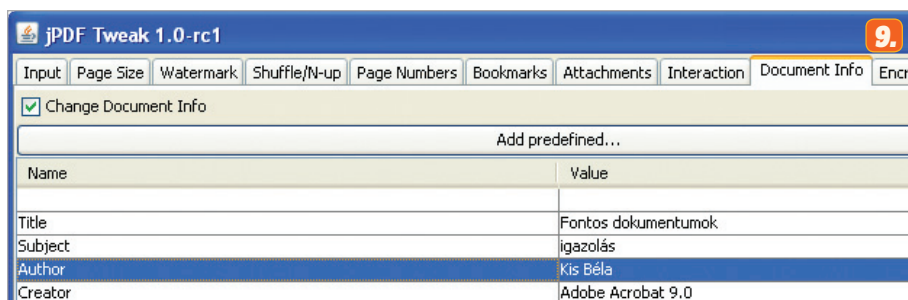 jPDF Tweak 1.0-rc1 9.
Input Page Size Watermark Shuffle/N-up Page Numbers Bookmarks Attachments Interaction Document Info Encr
Change Document Info
Add predefined...
Name Value
Title Fontos dokumentumok
Subject igazolás
Author Kis Béla
Creator Adobe Acrobat 9.0